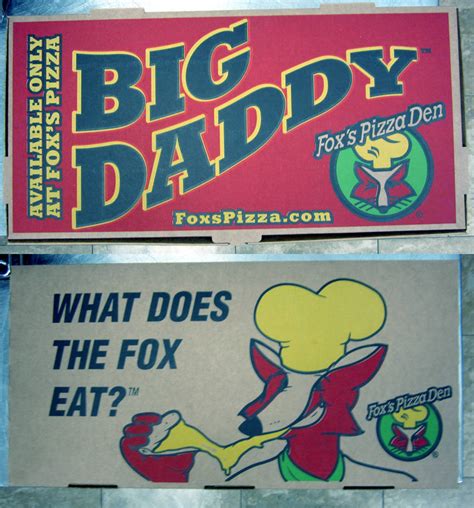 AVAILABLE ONLY
AT FOX'S PIZZA
BIG
DADDY™
Fox's Pizza Den
®
FoxsPizza.com
WHAT DOES
THE FOX
EAT?™
Fox's Pizza Den
®